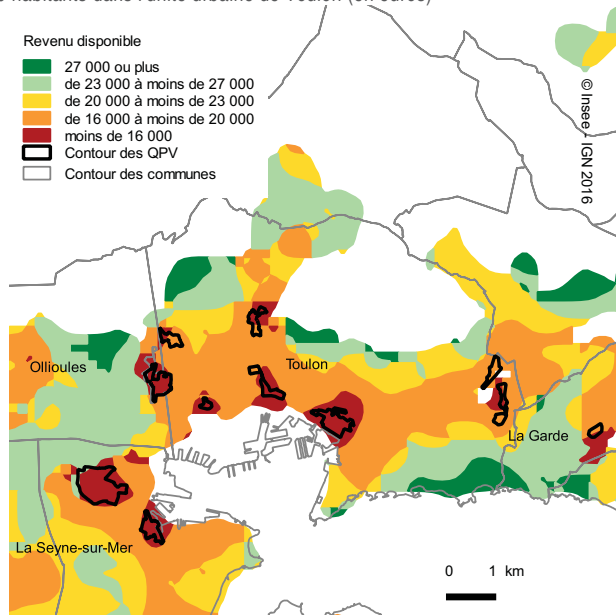 habitants dans l'unité urbaine de Toulon (en euros)
Revenu disponible
27 000 ou plus
de 23 000 à moins de 27 000
de 20 000 à moins de 23 000
de 16 000 à moins de 20 000
moins de 16 000
Contour des QPV
Contour des communes
© Insee - IGN 2016
Ollioules
Toulon
La Garde
La Seyne-sur-Mer
0 1 km